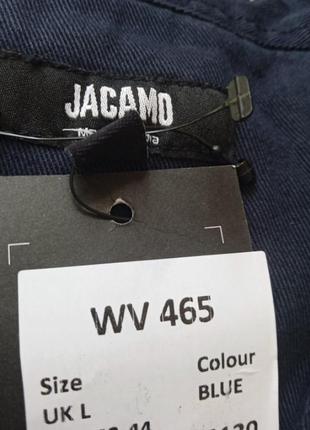 JACAMO
WV 465
Size
Colour
UK L
BLUE